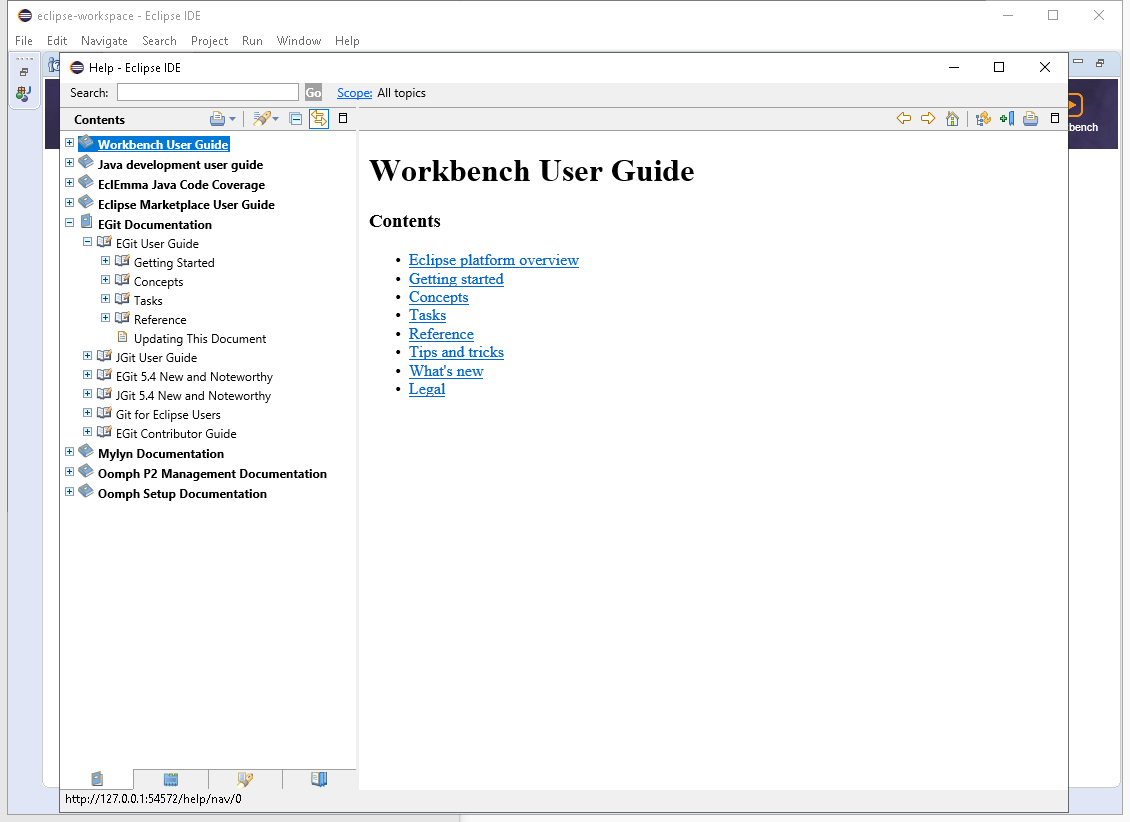 eclipse-workspace - Eclipse IDE
File Edit Navigate Search Project Run Window Help
Help - Eclipse IDE
Search: Go Scope: All topics
Contents
Workbench User Guide
Java development user guide
EclEmma Java Code Coverage
Eclipse Marketplace User Guide
EGit Documentation
EGit User Guide
Getting Started
Concepts
Tasks
Reference
Updating This Document
JGit User Guide
EGit 5.4 New and Noteworthy
JGit 5.4 New and Noteworthy
Git for Eclipse Users
EGit Contributor Guide
Mylyn Documentation
Oomph P2 Management Documentation
Oomph Setup Documentation
Workbench User Guide
Contents
Eclipse platform overview
Getting started
Concepts
Tasks
Reference
Tips and tricks
What's new
Legal
bench
http://127.0.0.1:54572/help/nav/0